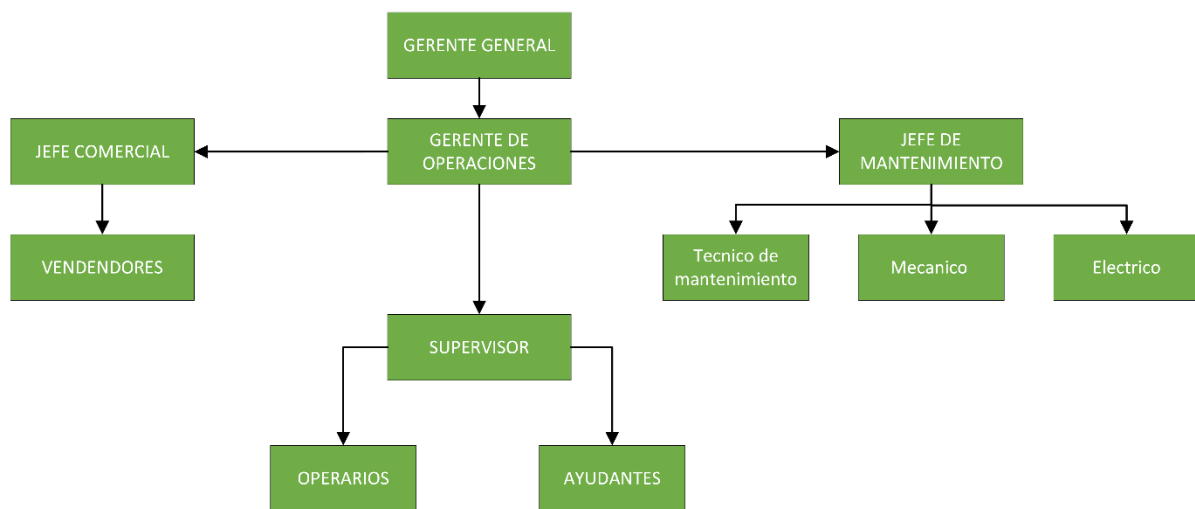 GERENTE GENERAL
JEFE COMERCIAL
GERENTE DE
OPERACIONES
JEFE DE
MANTENIMIENTO
VENDENDORES
Tecnico de
mantenimiento
Mecanico
Electrico
SUPERVISOR
OPERARIOS
AYUDANTES